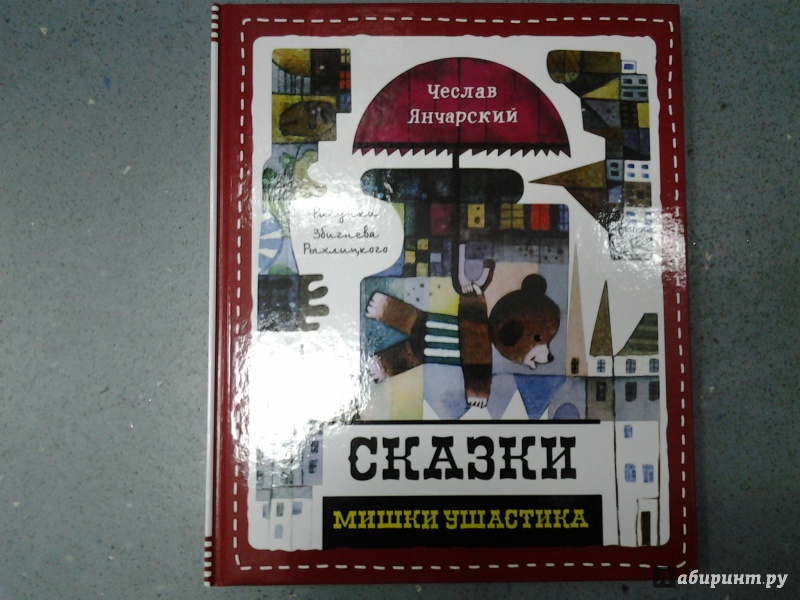 Чеслав
Янчарский
Рисунки
Збигнева
Рыхлицкого
СКАЗКИ
МИШКИ УШАСТИКА
Лабиринт.ру